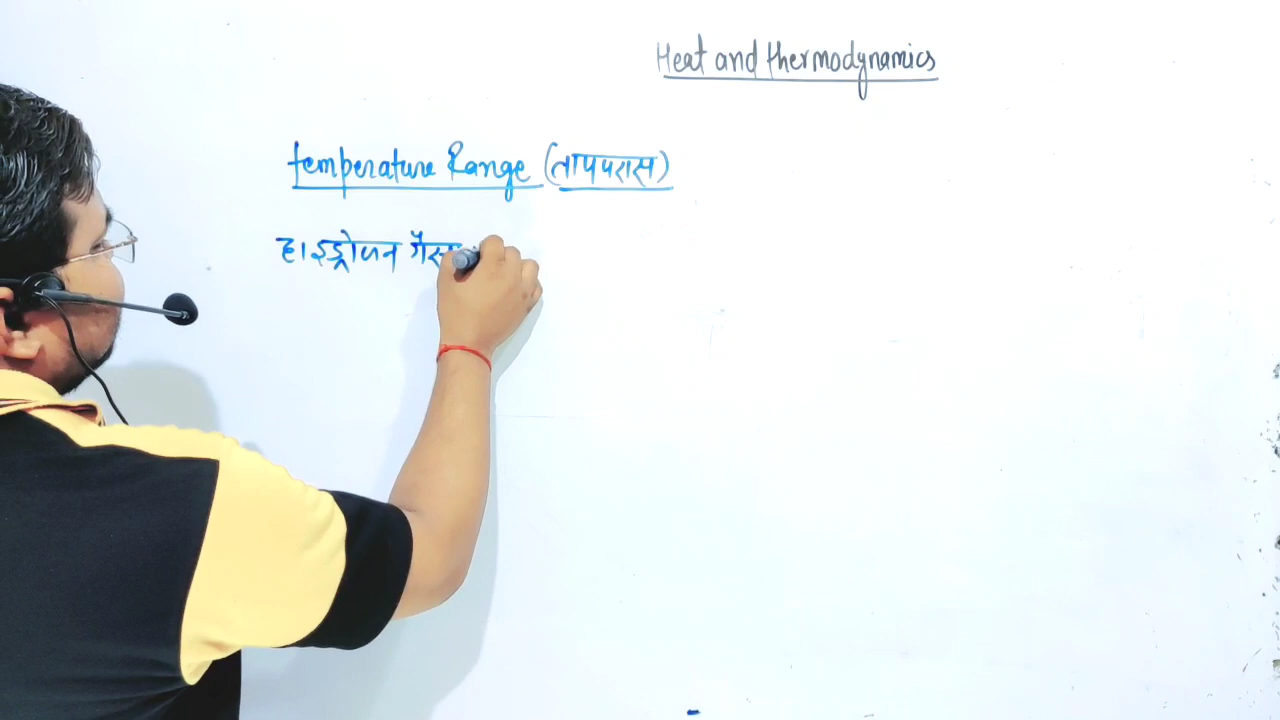 Heat and thermodynamics
temperature Range (तापपरास)
हाइड्रोजन गैस